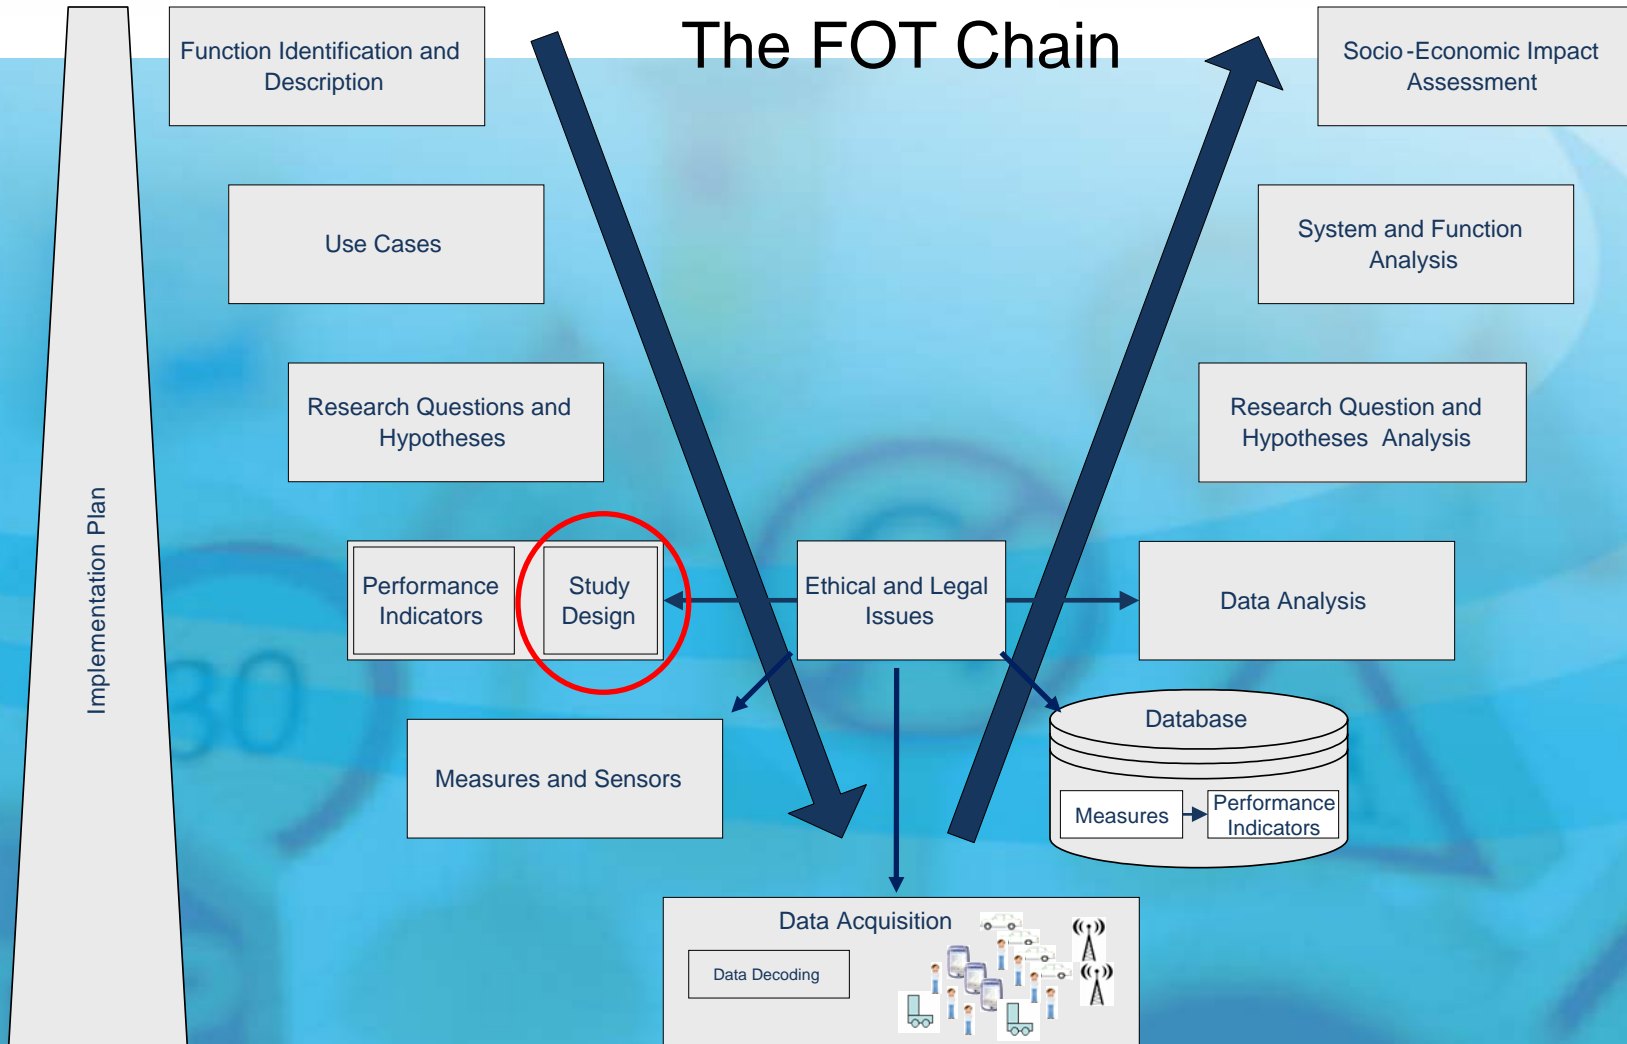 The FOT Chain
Function Identification and
Description
Socio-Economic Impact
Assessment
Use Cases
System and Function
Analysis
Research Questions and
Hypotheses
Research Question and
Hypotheses Analysis
Implementation Plan
Performance
Indicators
Study
Design
Ethical and Legal
Issues
Data Analysis
Measures and Sensors
Database
Measures
Performance
Indicators
Data Acquisition
Data Decoding
30